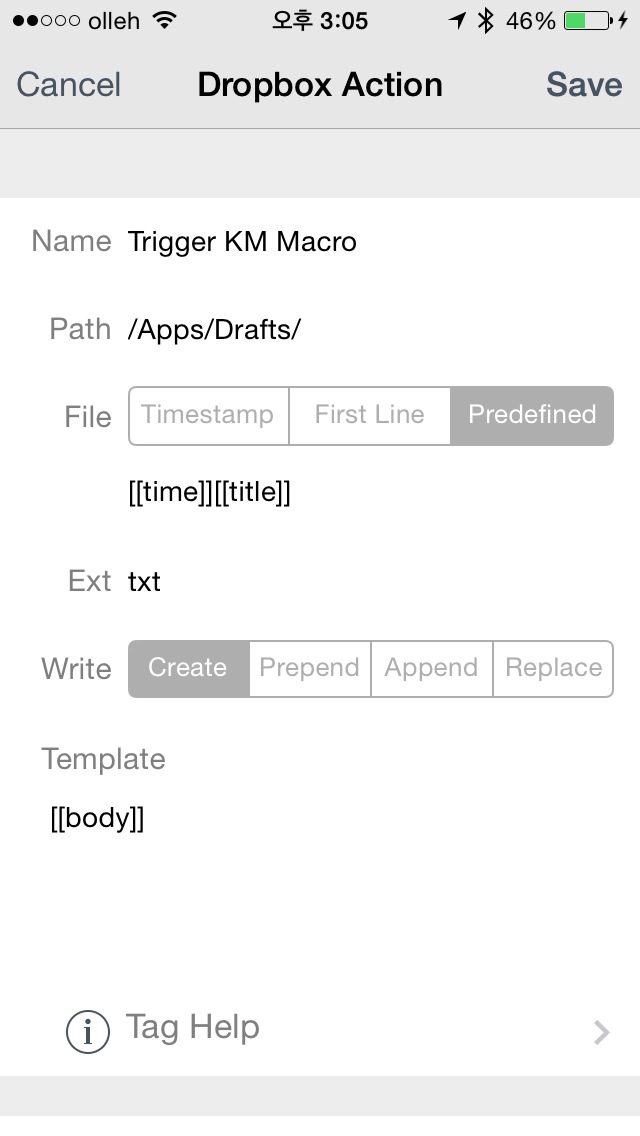 olleh 오후 3:05 46%
Cancel Dropbox Action Save
Name Trigger KM Macro
Path /Apps/Drafts/
File Timestamp First Line Predefined
[[time]][[title]]
Ext txt
Write Create Prepend Append Replace
Template
[[body]]
i Tag Help